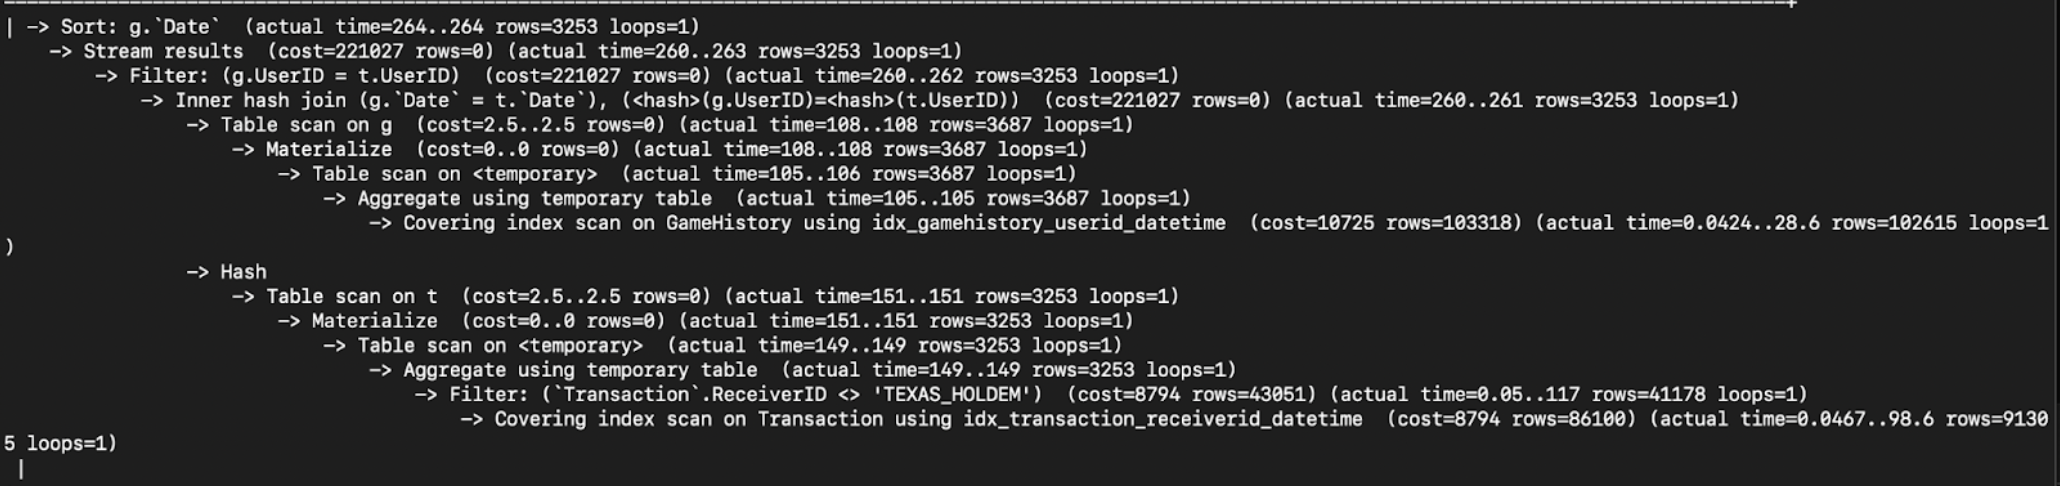 | -> Sort: g.`Date`  (actual time=264..264 rows=3253 loops=1)
    -> Stream results  (cost=221027 rows=0) (actual time=260..263 rows=3253 loops=1)
        -> Filter: (g.UserID = t.UserID)  (cost=221027 rows=0) (actual time=260..262 rows=3253 loops=1)
            -> Inner hash join (g.`Date` = t.`Date`), (<hash>(g.UserID)=<hash>(t.UserID))  (cost=221027 rows=0) (actual time=260..261 rows=3253 loops=1)
                -> Table scan on g  (cost=2.5..2.5 rows=0) (actual time=108..108 rows=3687 loops=1)
                    -> Materialize  (cost=0..0 rows=0) (actual time=108..108 rows=3687 loops=1)
                        -> Table scan on <temporary>  (actual time=105..106 rows=3687 loops=1)
                            -> Aggregate using temporary table  (actual time=105..105 rows=3687 loops=1)
                                -> Covering index scan on GameHistory using idx_gamehistory_userid_datetime  (cost=10725 rows=103318) (actual time=0.0424..28.6 rows=102615 loops=1
)
                -> Hash
                    -> Table scan on t  (cost=2.5..2.5 rows=0) (actual time=151..151 rows=3253 loops=1)
                        -> Materialize  (cost=0..0 rows=0) (actual time=151..151 rows=3253 loops=1)
                            -> Table scan on <temporary>  (actual time=149..149 rows=3253 loops=1)
                                -> Aggregate using temporary table  (actual time=149..149 rows=3253 loops=1)
                                    -> Filter: (`Transaction`.ReceiverID <> 'TEXAS_HOLDEM')  (cost=8794 rows=43051) (actual time=0.05..117 rows=41178 loops=1)
                                        -> Covering index scan on Transaction using idx_transaction_receiverid_datetime  (cost=8794 rows=86100) (actual time=0.0467..98.6 rows=9130
5 loops=1)
 |